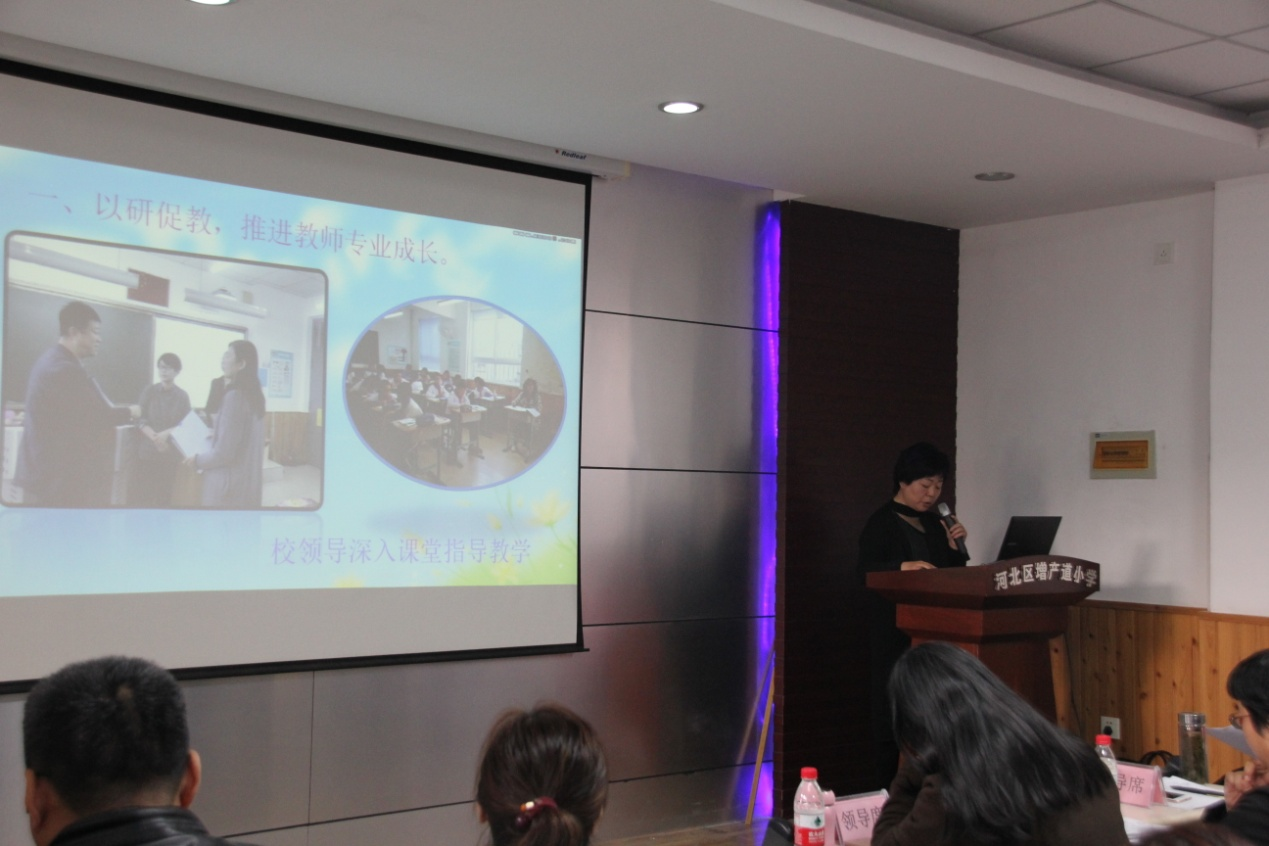 Redleaf
一、以研促教，推进教师专业成长。
校领导深入课堂指导教学
河北区增产道小学
领导席
导席